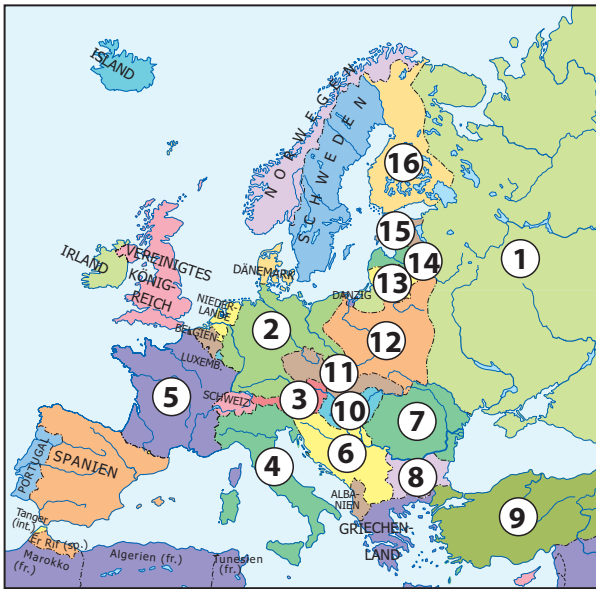 ISLAND
NORWEGEN
SCHWEDEN
16
15
14
1
IRLAND
VEREINIGTES
KÖNIG-
REICH
DÄNEMARK
DANZIG
13
NIEDER-
LANDE
BELGIEN
2
12
LUXEMB.
11
5
SCHWEIZ
3
10
7
6
4
8
PORTUGAL
SPANIEN
ALBA-
NIEN
9
GRIECHEN-
LAND
Tanger
(int.)
Er Rif (sp.)
Marokko
(fr.)
Algerien (fr.)
Tunesien
(fr.)